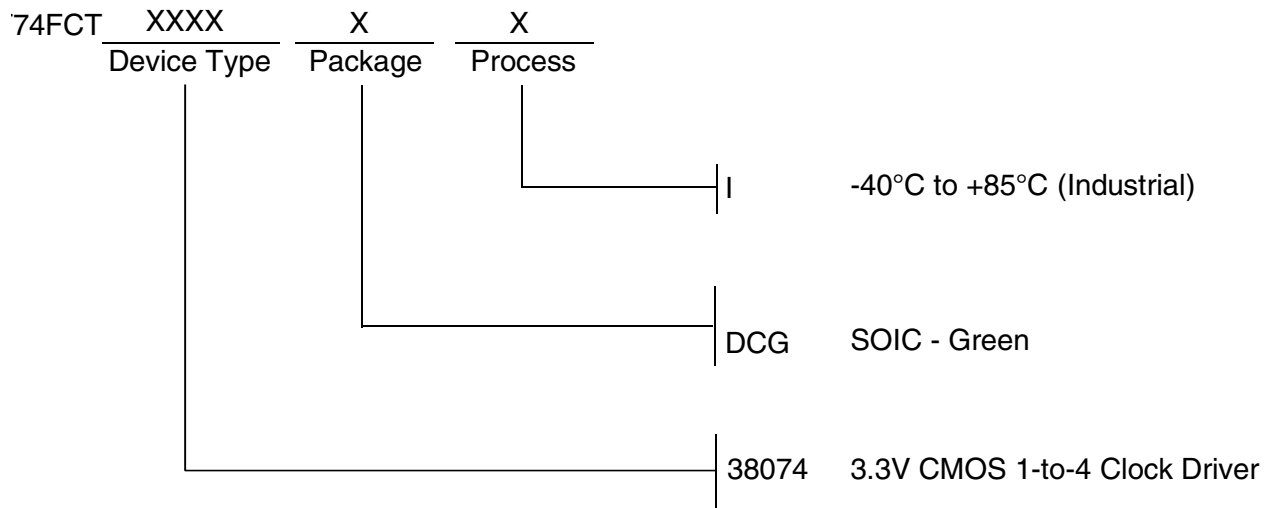 74FCT XXXX X X
Device Type Package Process
I -40°C to +85°C (Industrial)
DCG SOIC - Green
38074 3.3V CMOS 1-to-4 Clock Driver